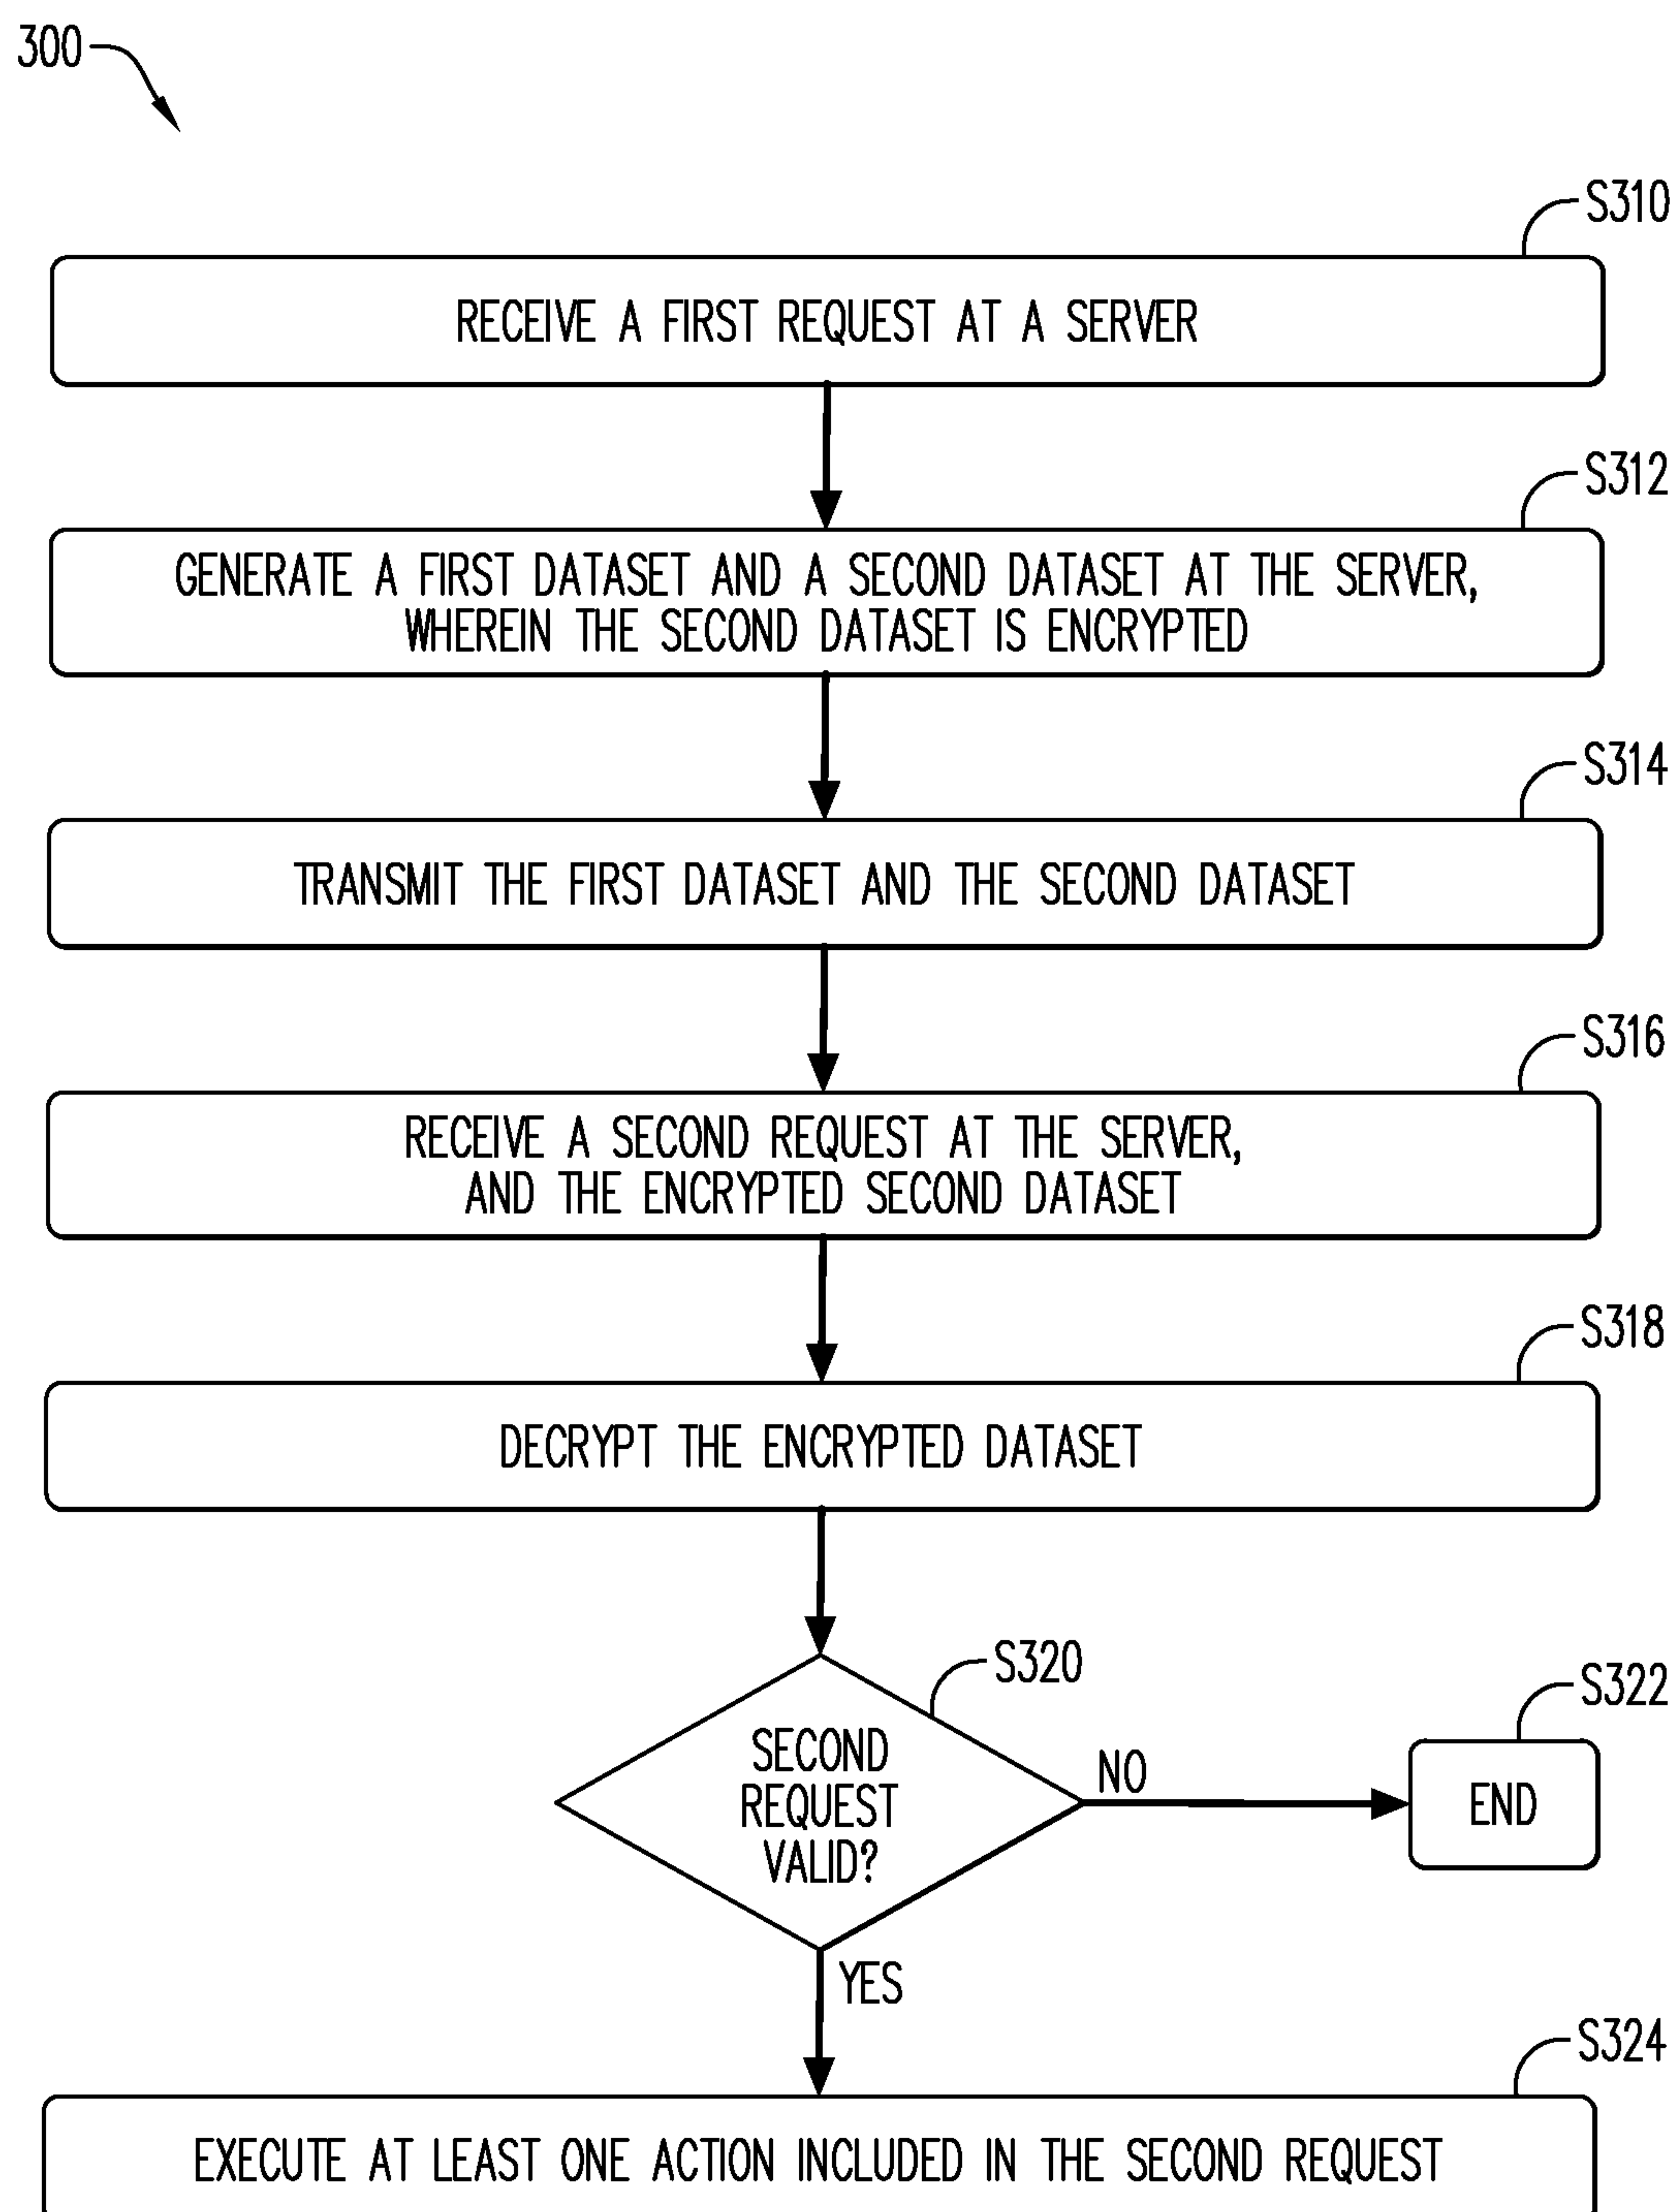 300
S310
RECEIVE A FIRST REQUEST AT A SERVER
S312
GENERATE A FIRST DATASET AND A SECOND DATASET AT THE SERVER,
WHEREIN THE SECOND DATASET IS ENCRYPTED
S314
TRANSMIT THE FIRST DATASET AND THE SECOND DATASET
S316
RECEIVE A SECOND REQUEST AT THE SERVER,
AND THE ENCRYPTED SECOND DATASET
S318
DECRYPT THE ENCRYPTED DATASET
S320
SECOND
REQUEST
VALID?
NO
S322
END
YES
S324
EXECUTE AT LEAST ONE ACTION INCLUDED IN THE SECOND REQUEST